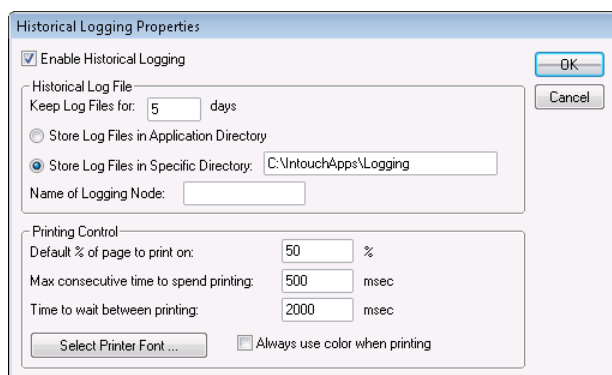 Historical Logging Properties
Enable Historical Logging
OK
Historical Log File
Keep Log Files for: 5 days
Cancel
Store Log Files in Application Directory
Store Log Files in Specific Directory: C:\IntouchApps\Logging
Name of Logging Node:
Printing Control
Default % of page to print on: 50 %
Max consecutive time to spend printing: 500 msec
Time to wait between printing: 2000 msec
Select Printer Font ... Always use color when printing